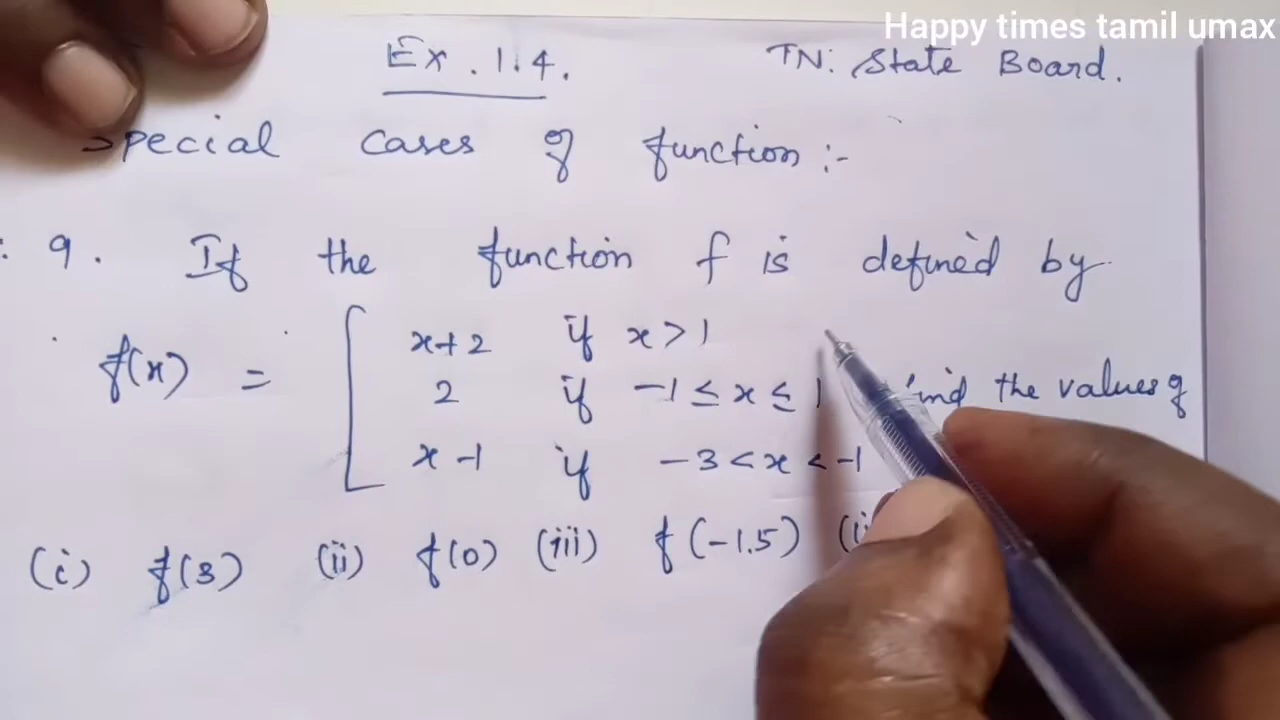 Happy times tamil umax
Ex. 1.4.
TN: State Board.
Special cases of function :-
9. If the function f is defined by
f(x) = [ x+2 if x > 1
2 if -1 ≤ x ≤ 1 the values of
x-1 if -3 < x < -1
(i) f(3) (ii) f(0) (iii) f(-1.5)